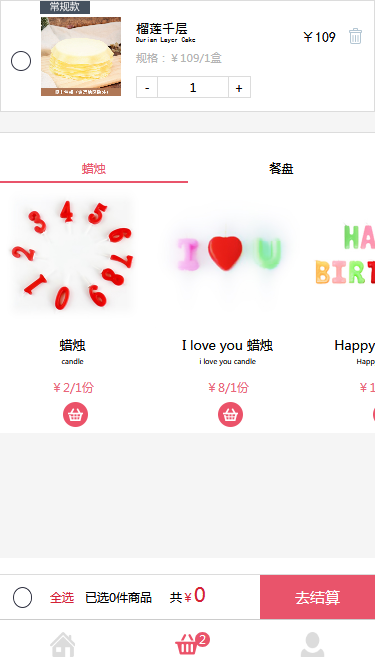 常规款
榴莲千层
Durian Layer Cake
规格：￥109/1盒
￥109
- 1 +
蜡烛 餐盘
蜡烛
candle
￥2/1份
I love you 蜡烛
i love you candle
￥8/1份
Happy
Happ
￥1
全选 已选0件商品 共￥0 去结算
2